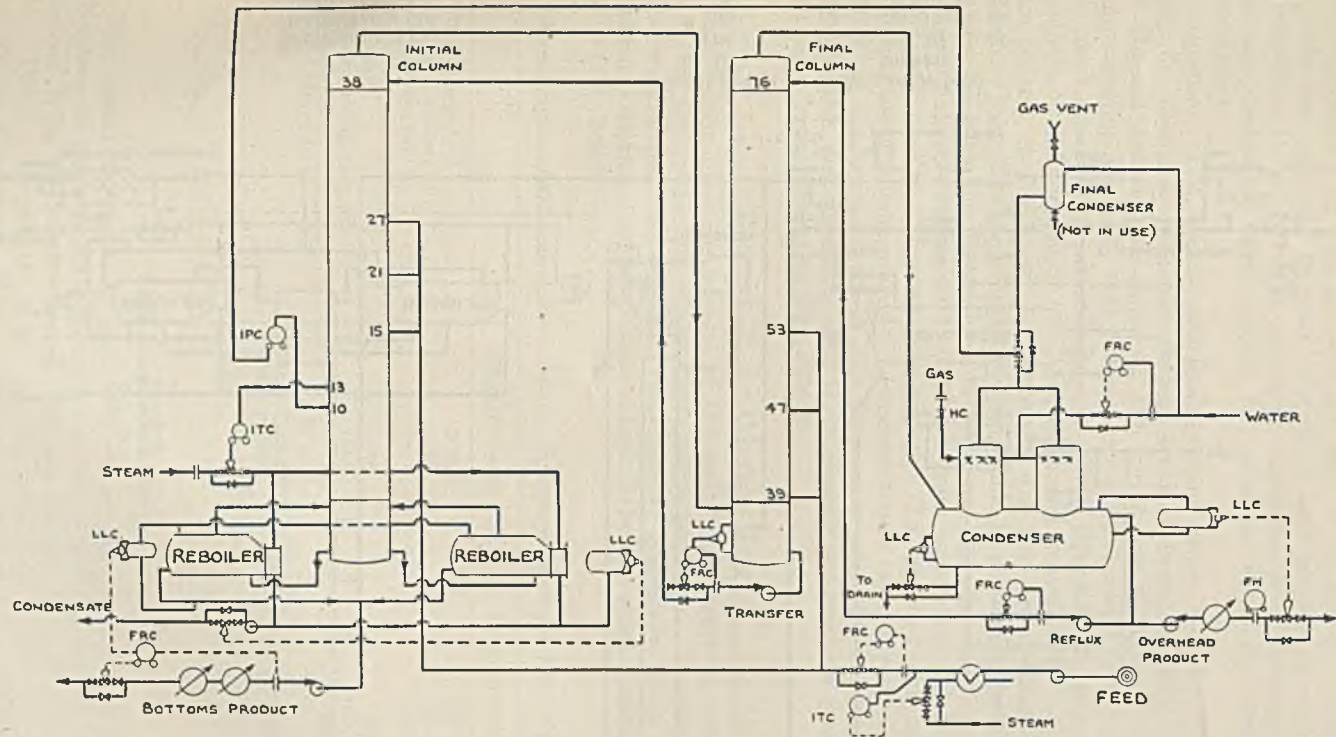 INITIAL
COLUMN
38
27
21
15
13
10
IPC
ITC
STEAM
LLC
REBOILER
REBOILER
LLC
CONDENSATE
FRC
BOTTOMS PRODUCT
FINAL
COLUMN
76
53
47
39
LLC
FRC
TRANSFER
GAS VENT
FINAL
CONDENSER
(NOT IN USE)
FRC
GAS
HC
WATER
CONDENSER
LLC
LLC
TO
DRAIN
FRC
REFLUX
FM
OVERHEAD
PRODUCT
FRC
ITC
FEED
STEAM